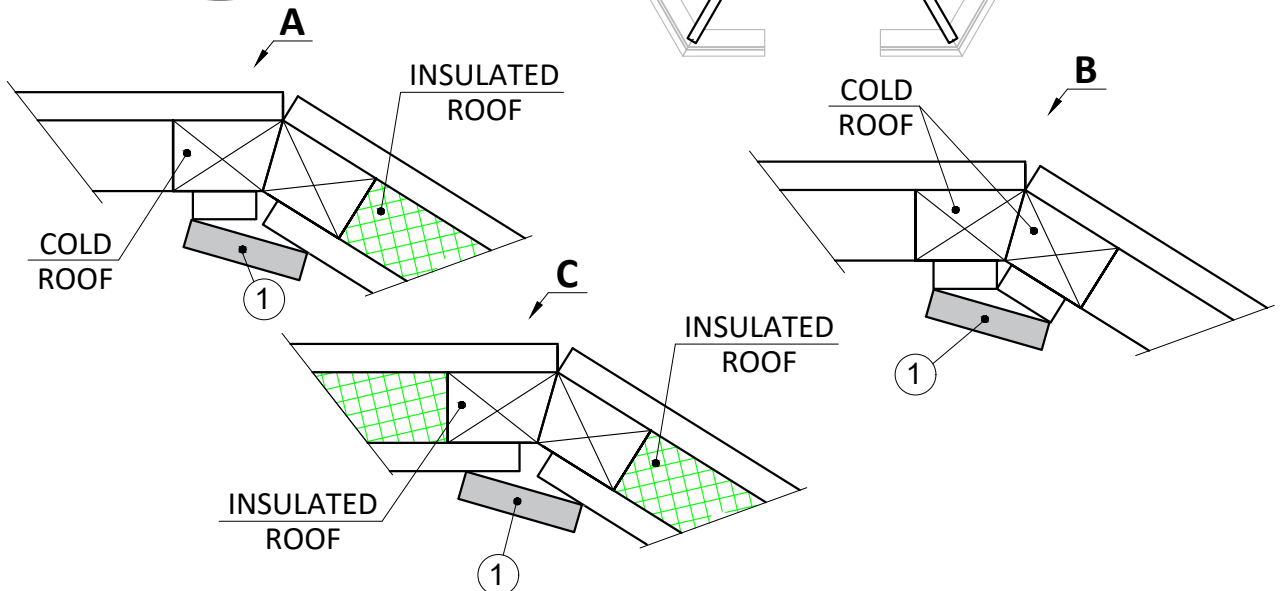 A
INSULATED
ROOF
COLD
ROOF
1
B
COLD
ROOF
1
C
INSULATED
ROOF
INSULATED
ROOF
1